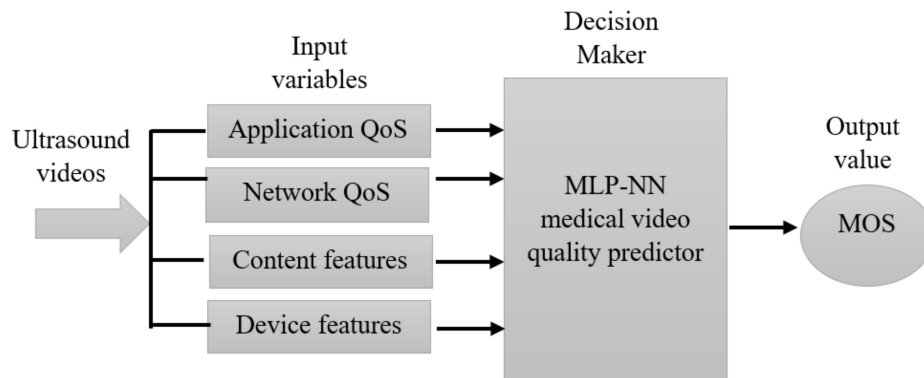 Ultrasound
videos
Input
variables
Application QoS
Network QoS
Content features
Device features
Decision
Maker
MLP-NN
medical video
quality predictor
Output
value
MOS